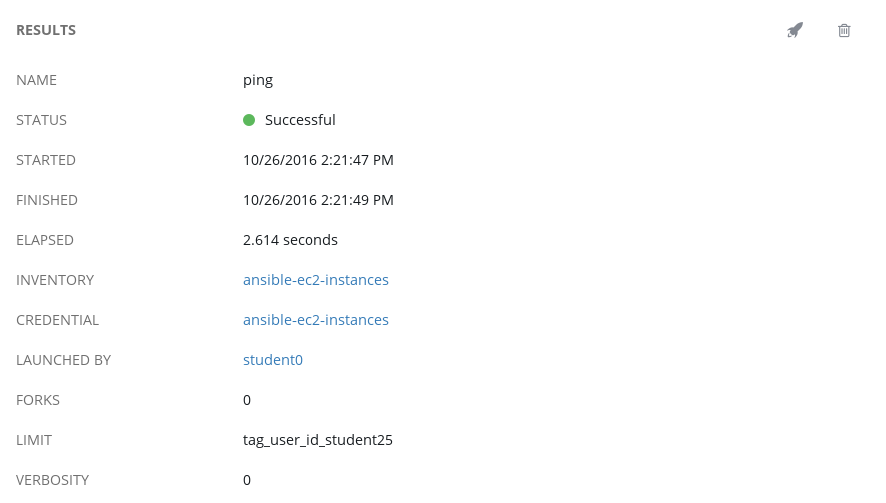 RESULTS
NAME ping
STATUS Successful
STARTED 10/26/2016 2:21:47 PM
FINISHED 10/26/2016 2:21:49 PM
ELAPSED 2.614 seconds
INVENTORY ansible-ec2-instances
CREDENTIAL ansible-ec2-instances
LAUNCHED BY student0
FORKS 0
LIMIT tag_user_id_student25
VERBOSITY 0